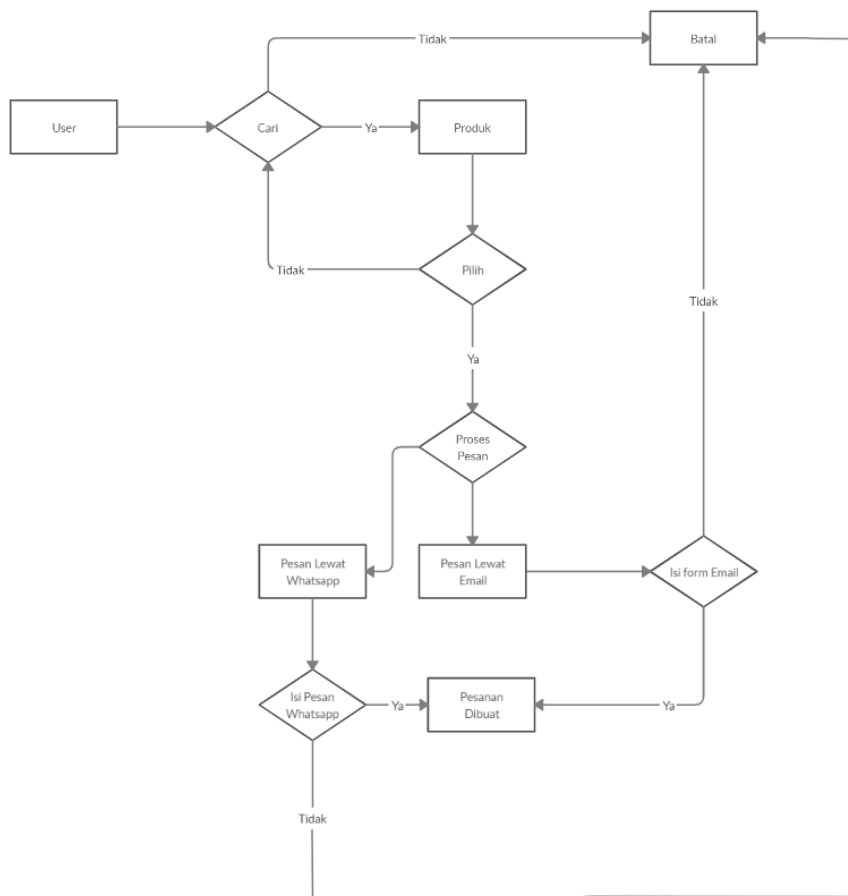 Tidak
Batal
User
Cari
Ya
Produk
Tidak
Pilih
Tidak
Ya
Proses
Pesan
Pesan Lewat
Whatsapp
Pesan Lewat
Email
Isi form Email
Isi Pesan
Whatsapp
Ya
Pesanan
Dibuat
Ya
Tidak